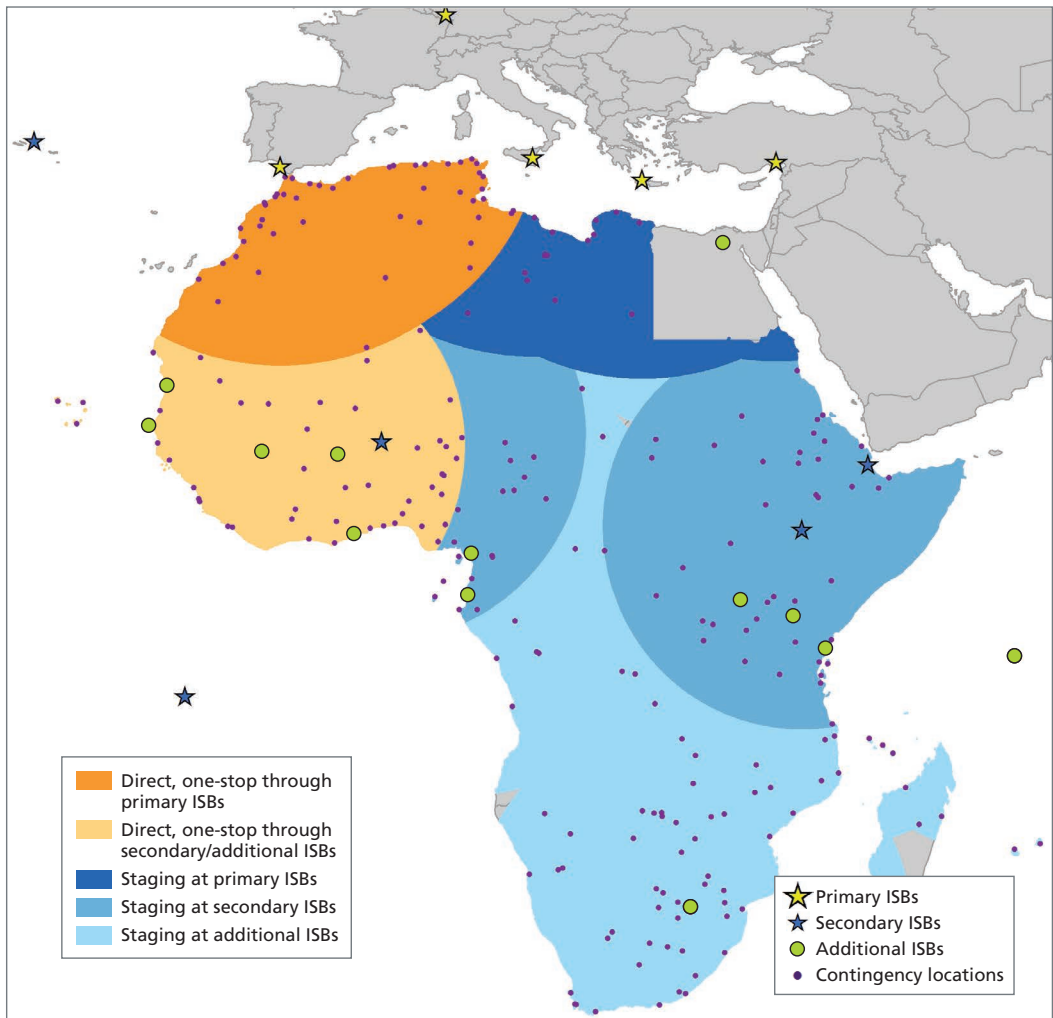 Direct, one-stop through
primary ISBs
Direct, one-stop through
secondary/additional ISBs
Staging at primary ISBs
Staging at secondary ISBs
Staging at additional ISBs
Primary ISBs
Secondary ISBs
Additional ISBs
Contingency locations